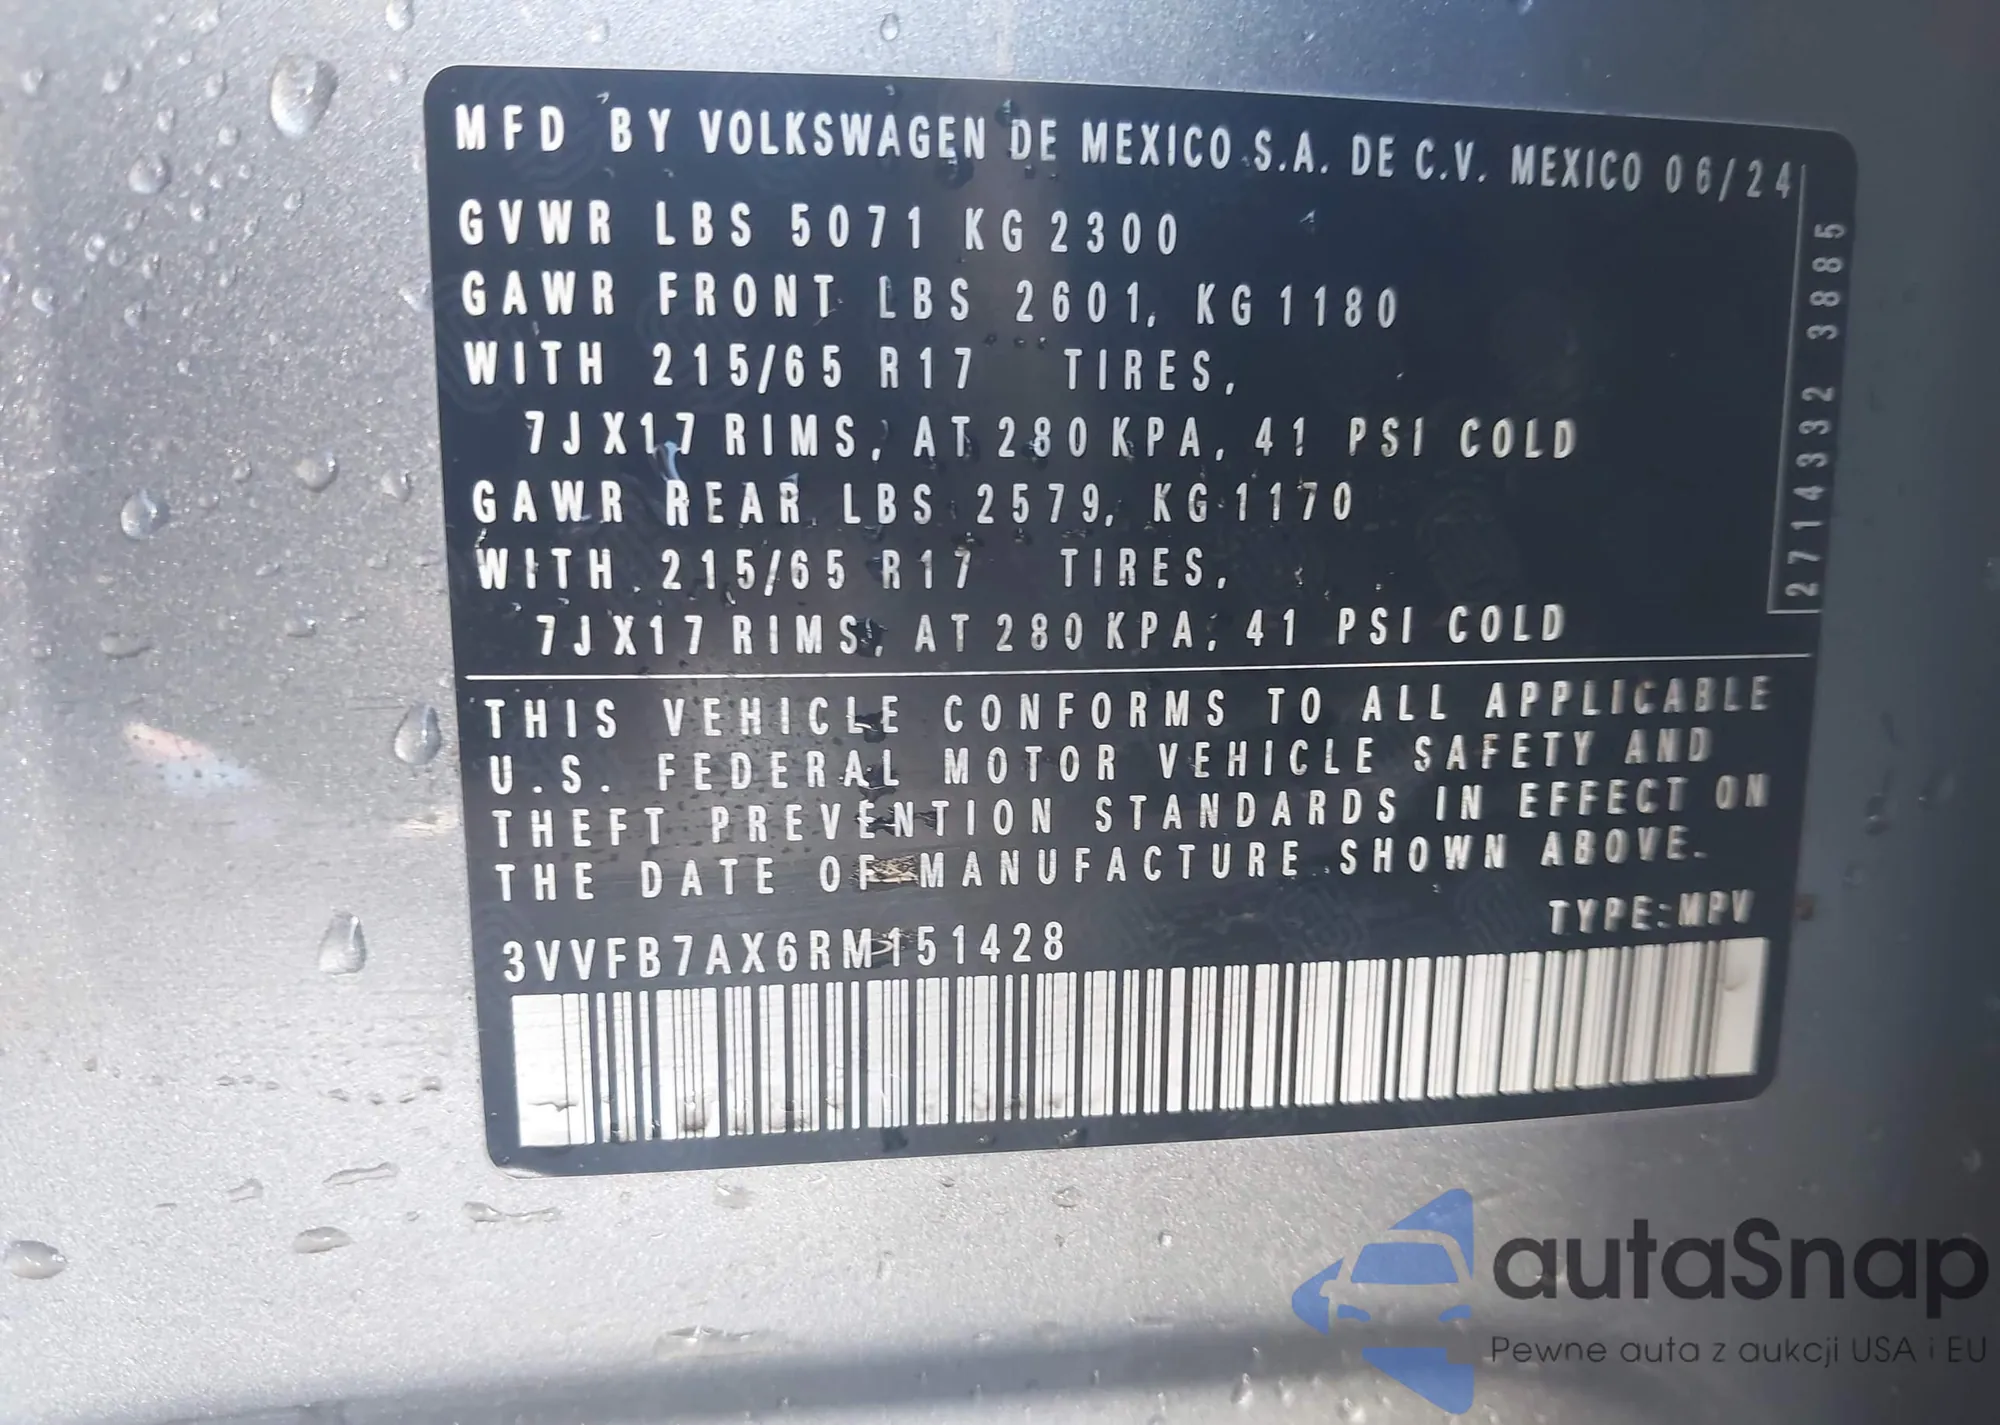 MFD BY VOLKSWAGEN DE MEXICO S.A. DE C.V. MEXICO 06/24
GVWR LBS 5071 KG 2300
GAWR FRONT LBS 2601, KG 1180
WITH 215/65 R17 TIRES,
7JX17 RIMS, AT 280 KPA, 41 PSI COLD
GAWR REAR LBS 2579, KG 1170
WITH 215/65 R17 TIRES,
7JX17 RIMS, AT 280 KPA, 41 PSI COLD
2714332 3885
THIS VEHICLE CONFORMS TO ALL APPLICABLE
U.S. FEDERAL MOTOR VEHICLE SAFETY AND
THEFT PREVENTION STANDARDS IN EFFECT ON
THE DATE OF MANUFACTURE SHOWN ABOVE.
TYPE:MPV
3VVFB7AX6RM151428
autaSnap
Pewne auta z aukcji USA i EU